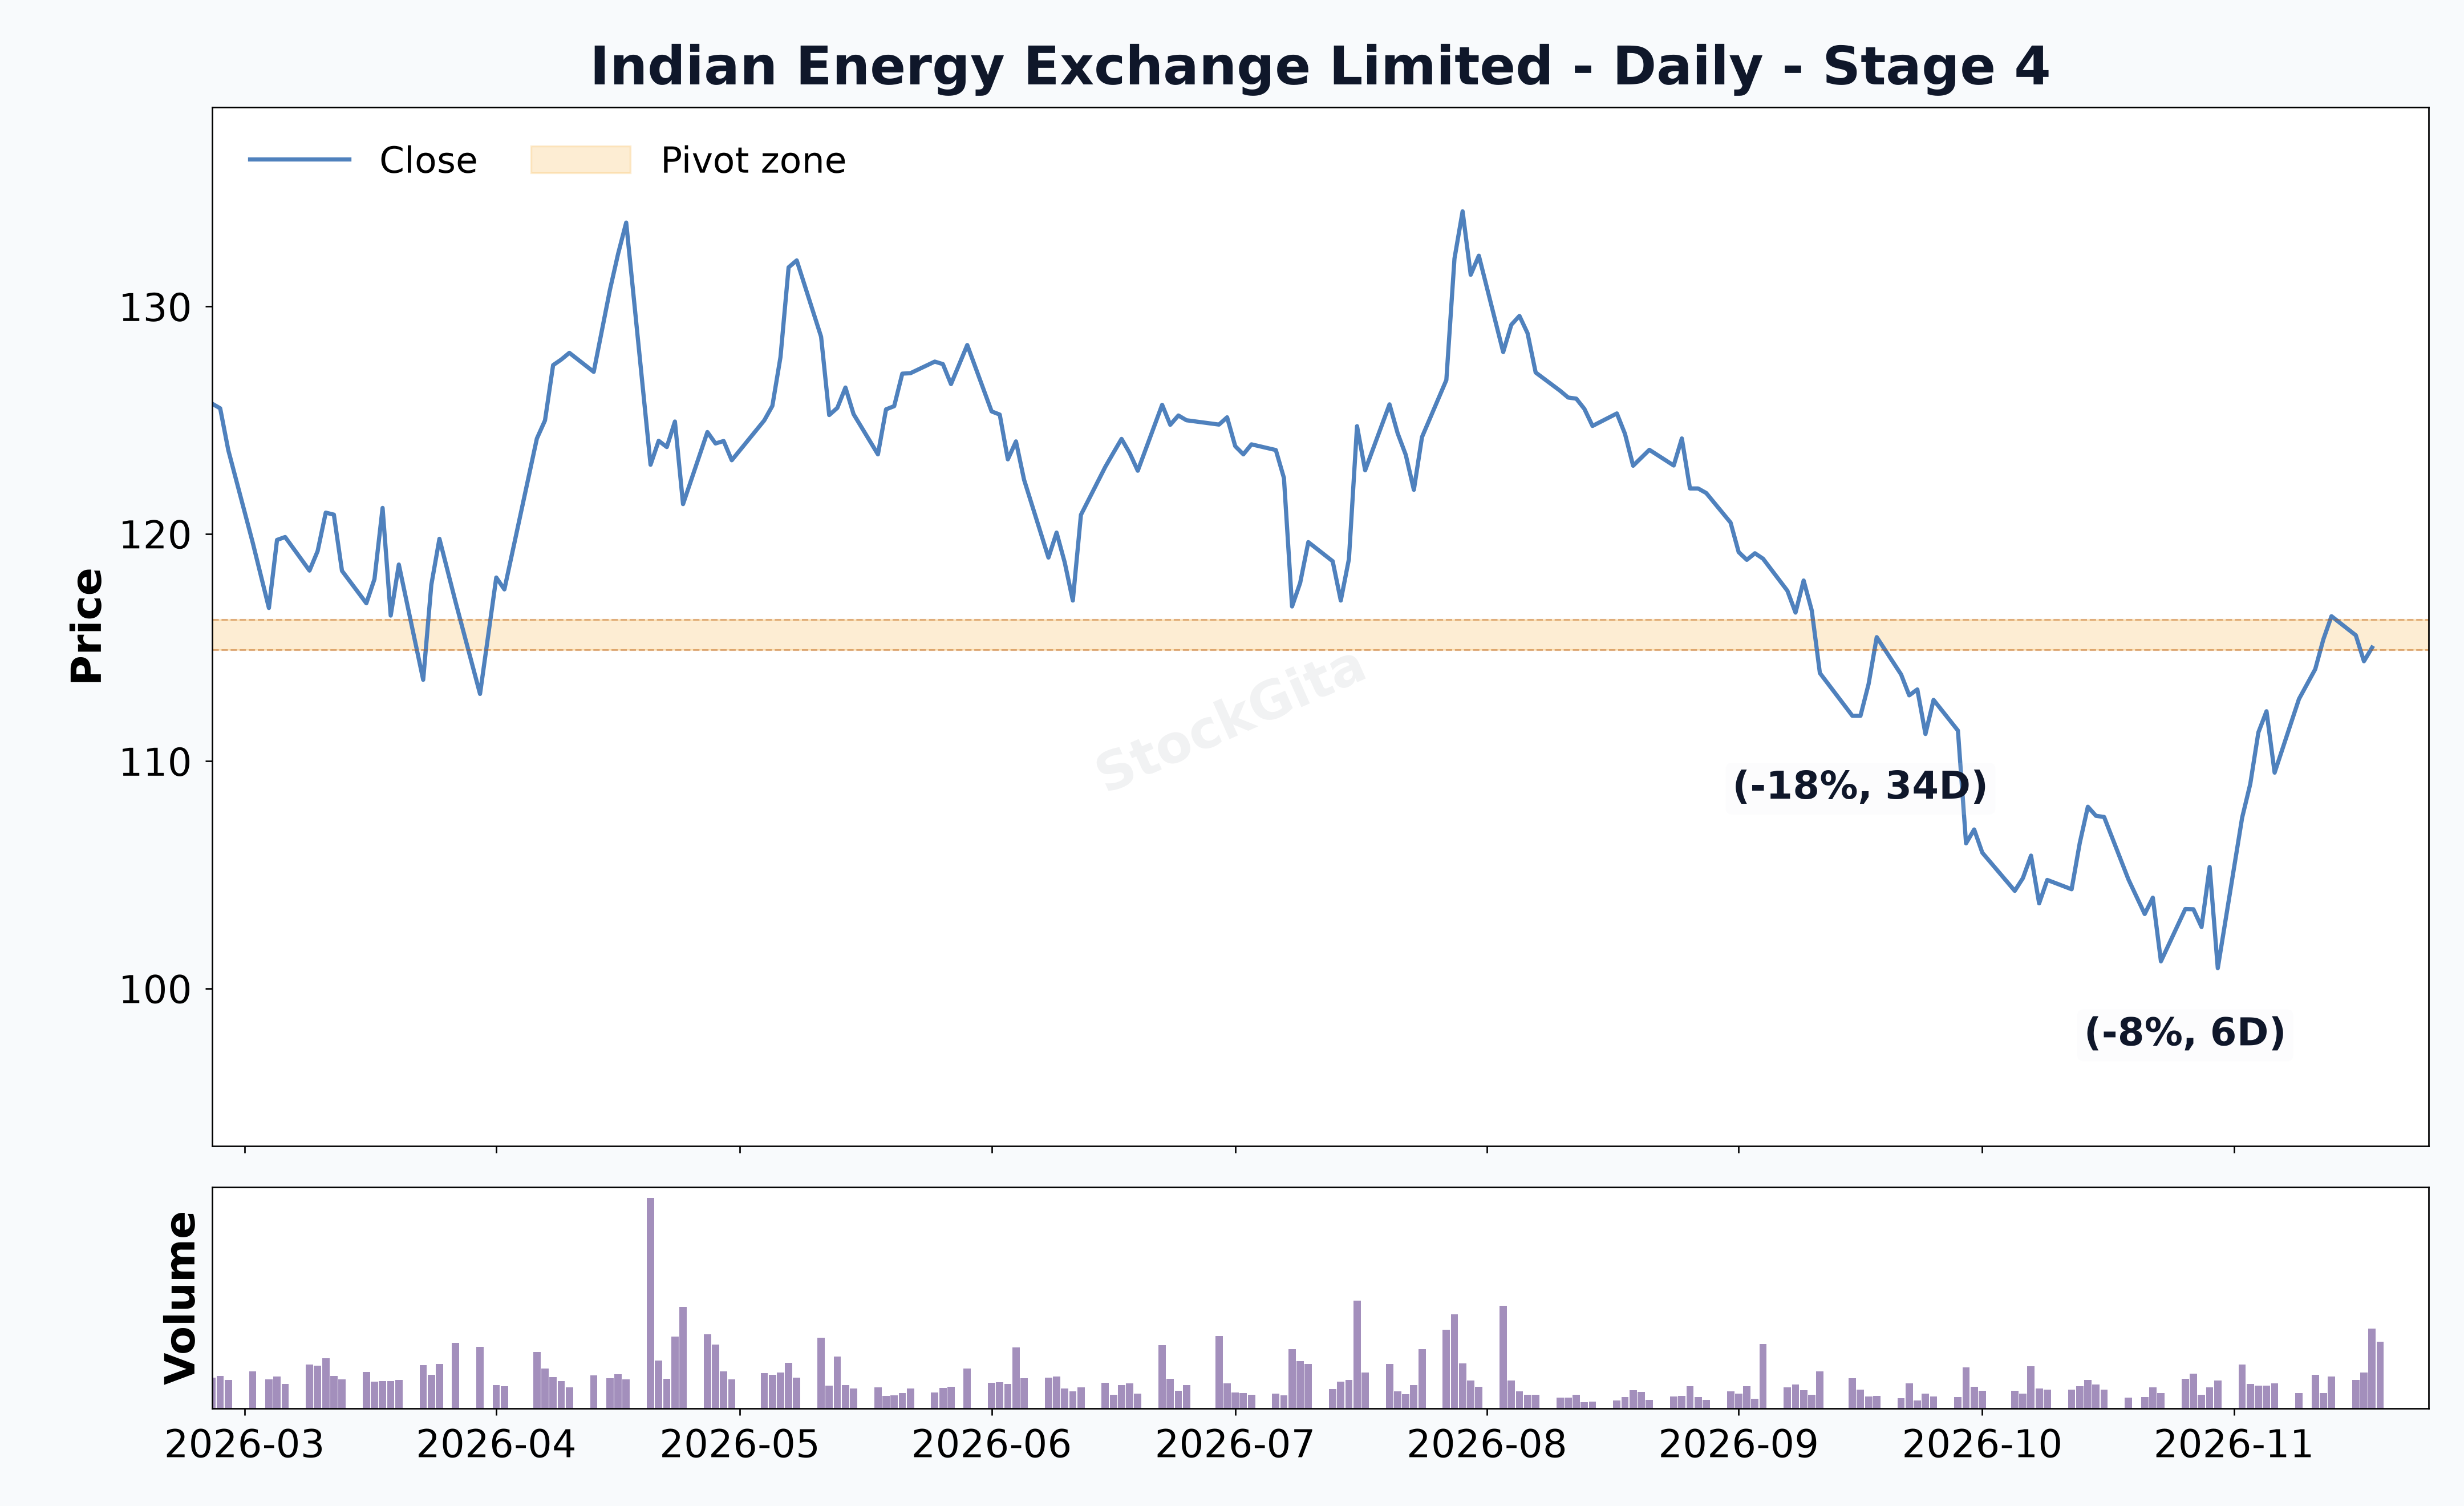 Indian Energy Exchange Limited - Daily - Stage 4
Close
Pivot zone
Price
130
120
110
100
StockGita
(-18%, 34D)
(-8%, 6D)
Volume
2026-03
2026-04
2026-05
2026-06
2026-07
2026-08
2026-09
2026-10
2026-11